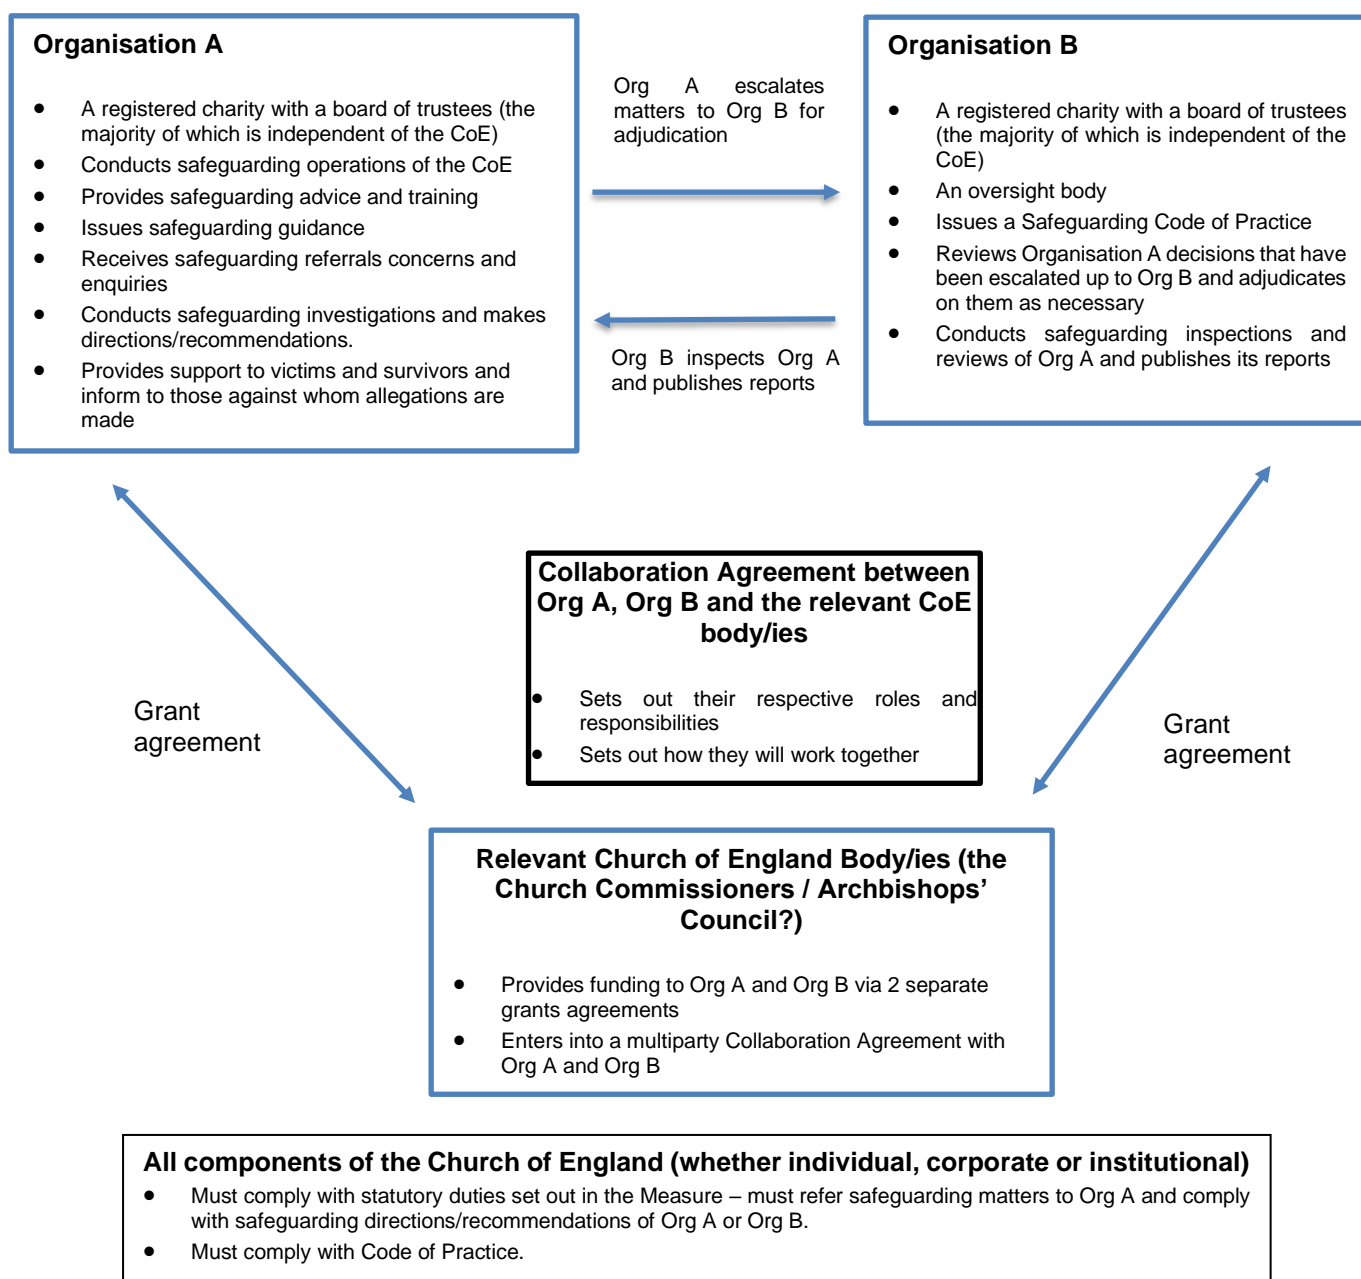 Organisation A
• A registered charity with a board of trustees (the
majority of which is independent of the CoE)
• Conducts safeguarding operations of the CoE
• Provides safeguarding advice and training
• Issues safeguarding guidance
• Receives safeguarding referrals concerns and
enquiries
• Conducts safeguarding investigations and makes
directions/recommendations.
• Provides support to victims and survivors and
inform to those against whom allegations are
made
Org A escalates
matters to Org B for
adjudication
Org B inspects Org A
and publishes reports
Organisation B
• A registered charity with a board of trustees
(the majority of which is independent of the
CoE)
• An oversight body
• Issues a Safeguarding Code of Practice
• Reviews Organisation A decisions that have
been escalated up to Org B and adjudicates
on them as necessary
• Conducts safeguarding inspections and
reviews of Org A and publishes its reports
Collaboration Agreement between
Org A, Org B and the relevant CoE
body/ies
• Sets out their respective roles and
responsibilities
• Sets out how they will work together
Grant
agreement
Grant
agreement
Relevant Church of England Body/ies (the
Church Commissioners / Archbishops’
Council?)
• Provides funding to Org A and Org B via 2 separate
grants agreements
• Enters into a multiparty Collaboration Agreement with
Org A and Org B
All components of the Church of England (whether individual, corporate or institutional)
• Must comply with statutory duties set out in the Measure – must refer safeguarding matters to Org A and comply
with safeguarding directions/recommendations of Org A or Org B.
• Must comply with Code of Practice.